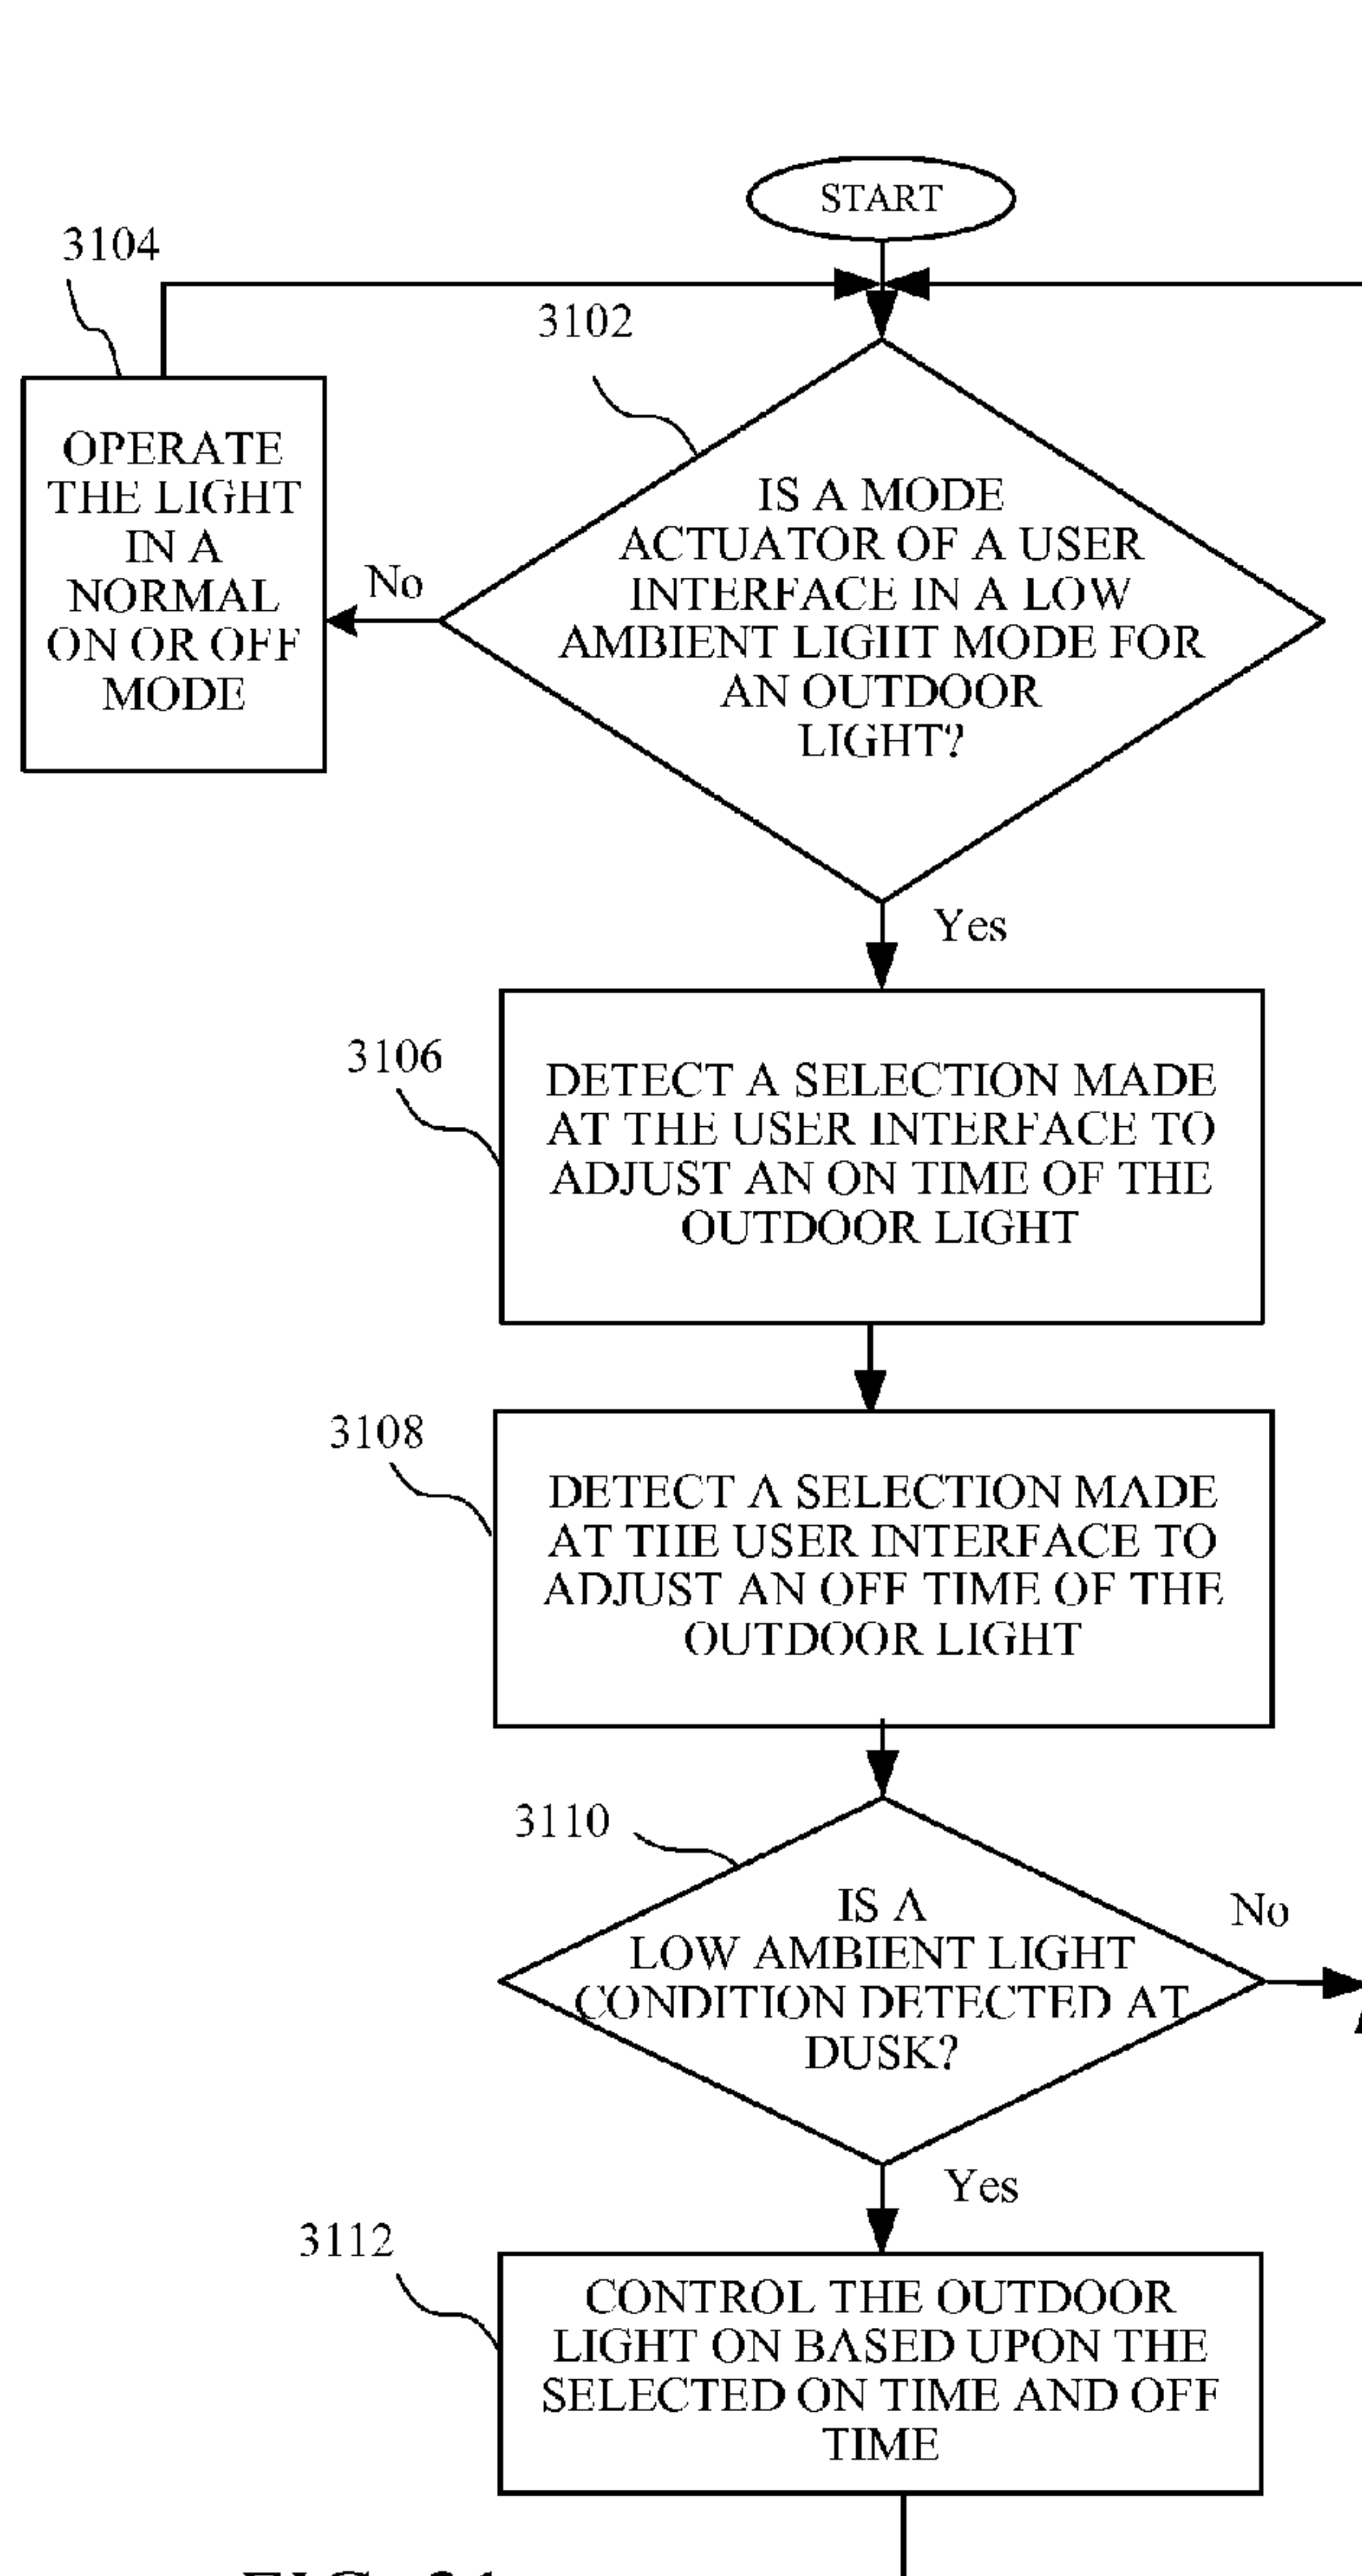 START
3104
3102
OPERATE
THE LIGHT
IN A
NORMAL
ON OR OFF
MODE
No
IS A MODE
ACTUATOR OF A USER
INTERFACE IN A LOW
AMBIENT LIGHT MODE FOR
AN OUTDOOR
LIGHT?
Yes
3106
DETECT A SELECTION MADE
AT THE USER INTERFACE TO
ADJUST AN ON TIME OF THE
OUTDOOR LIGHT
3108
DETECT A SELECTION MADE
AT THE USER INTERFACE TO
ADJUST AN OFF TIME OF THE
OUTDOOR LIGHT
3110
IS A
LOW AMBIENT LIGHT
CONDITION DETECTED AT
DUSK?
No
Yes
3112
CONTROL THE OUTDOOR
LIGHT ON BASED UPON THE
SELECTED ON TIME AND OFF
TIME